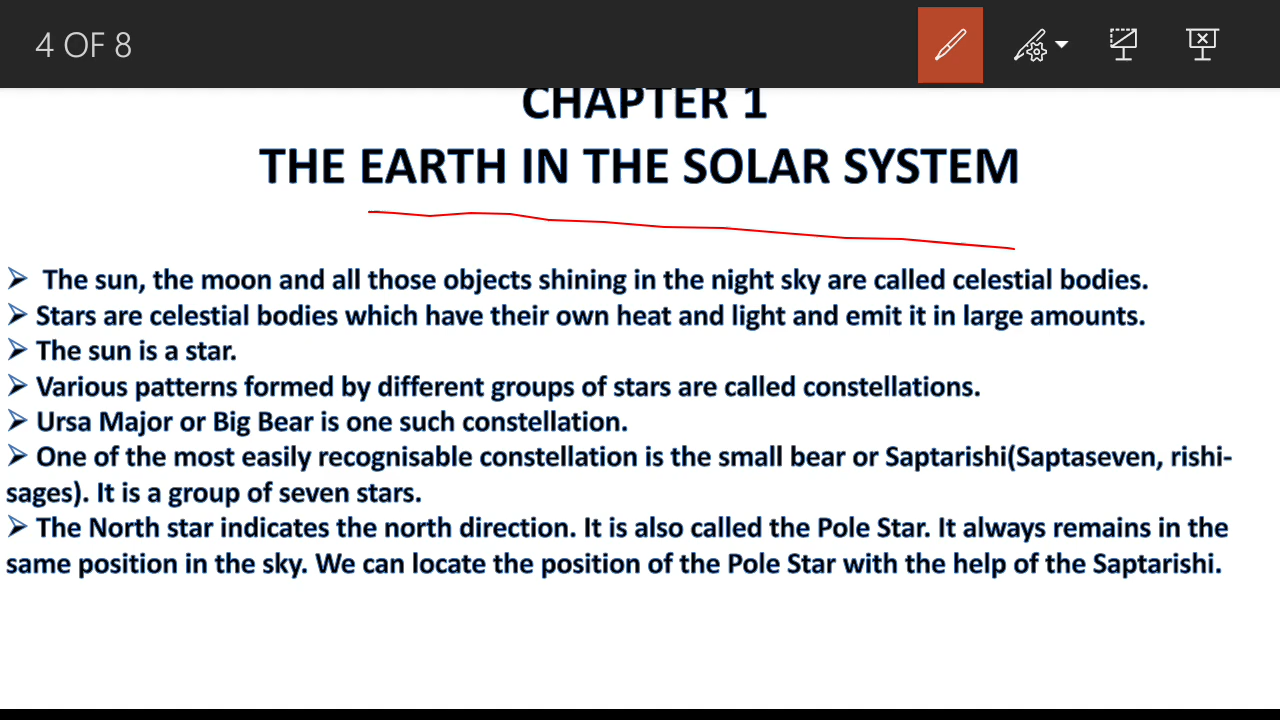 4 OF 8
CHAPTER 1
THE EARTH IN THE SOLAR SYSTEM
➢ The sun, the moon and all those objects shining in the night sky are called celestial bodies.
➢ Stars are celestial bodies which have their own heat and light and emit it in large amounts.
➢ The sun is a star.
➢ Various patterns formed by different groups of stars are called constellations.
➢ Ursa Major or Big Bear is one such constellation.
➢ One of the most easily recognisable constellation is the small bear or Saptarishi(Saptaseven, rishi-
sages). It is a group of seven stars.
➢ The North star indicates the north direction. It is also called the Pole Star. It always remains in the
same position in the sky. We can locate the position of the Pole Star with the help of the Saptarishi.